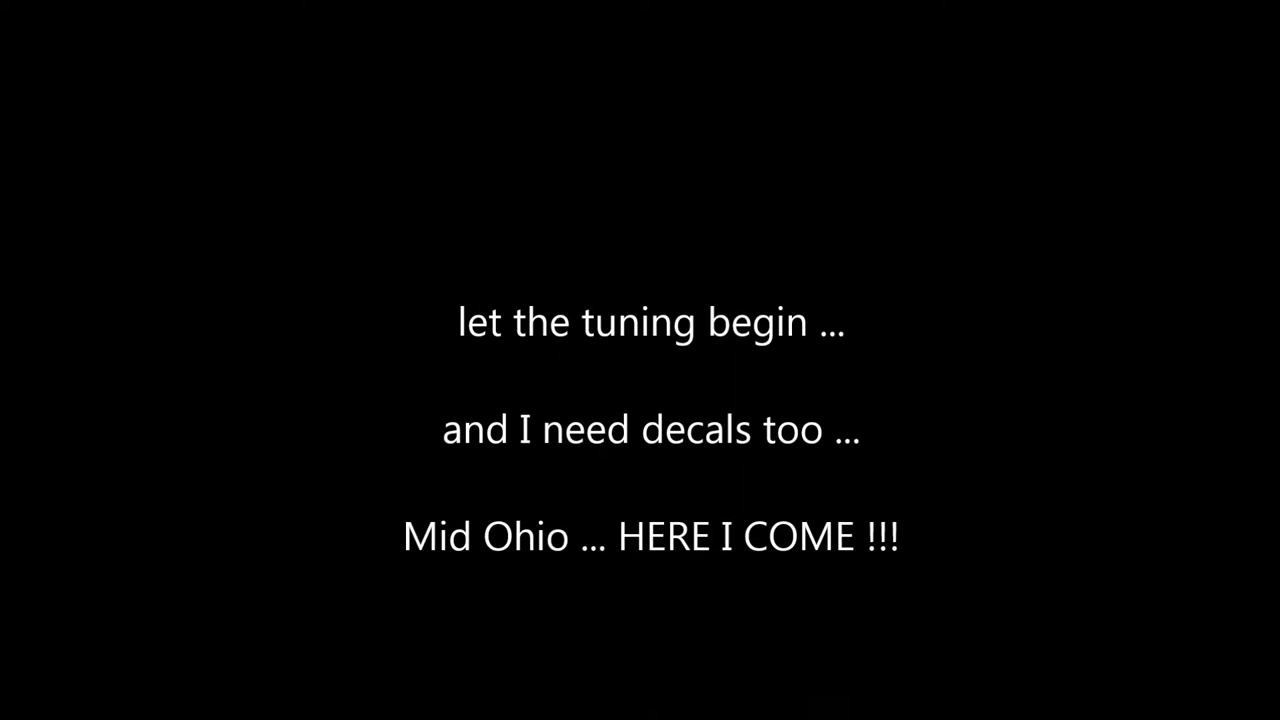 let the tuning begin ...
and I need decals too ...
Mid Ohio ... HERE I COME !!!